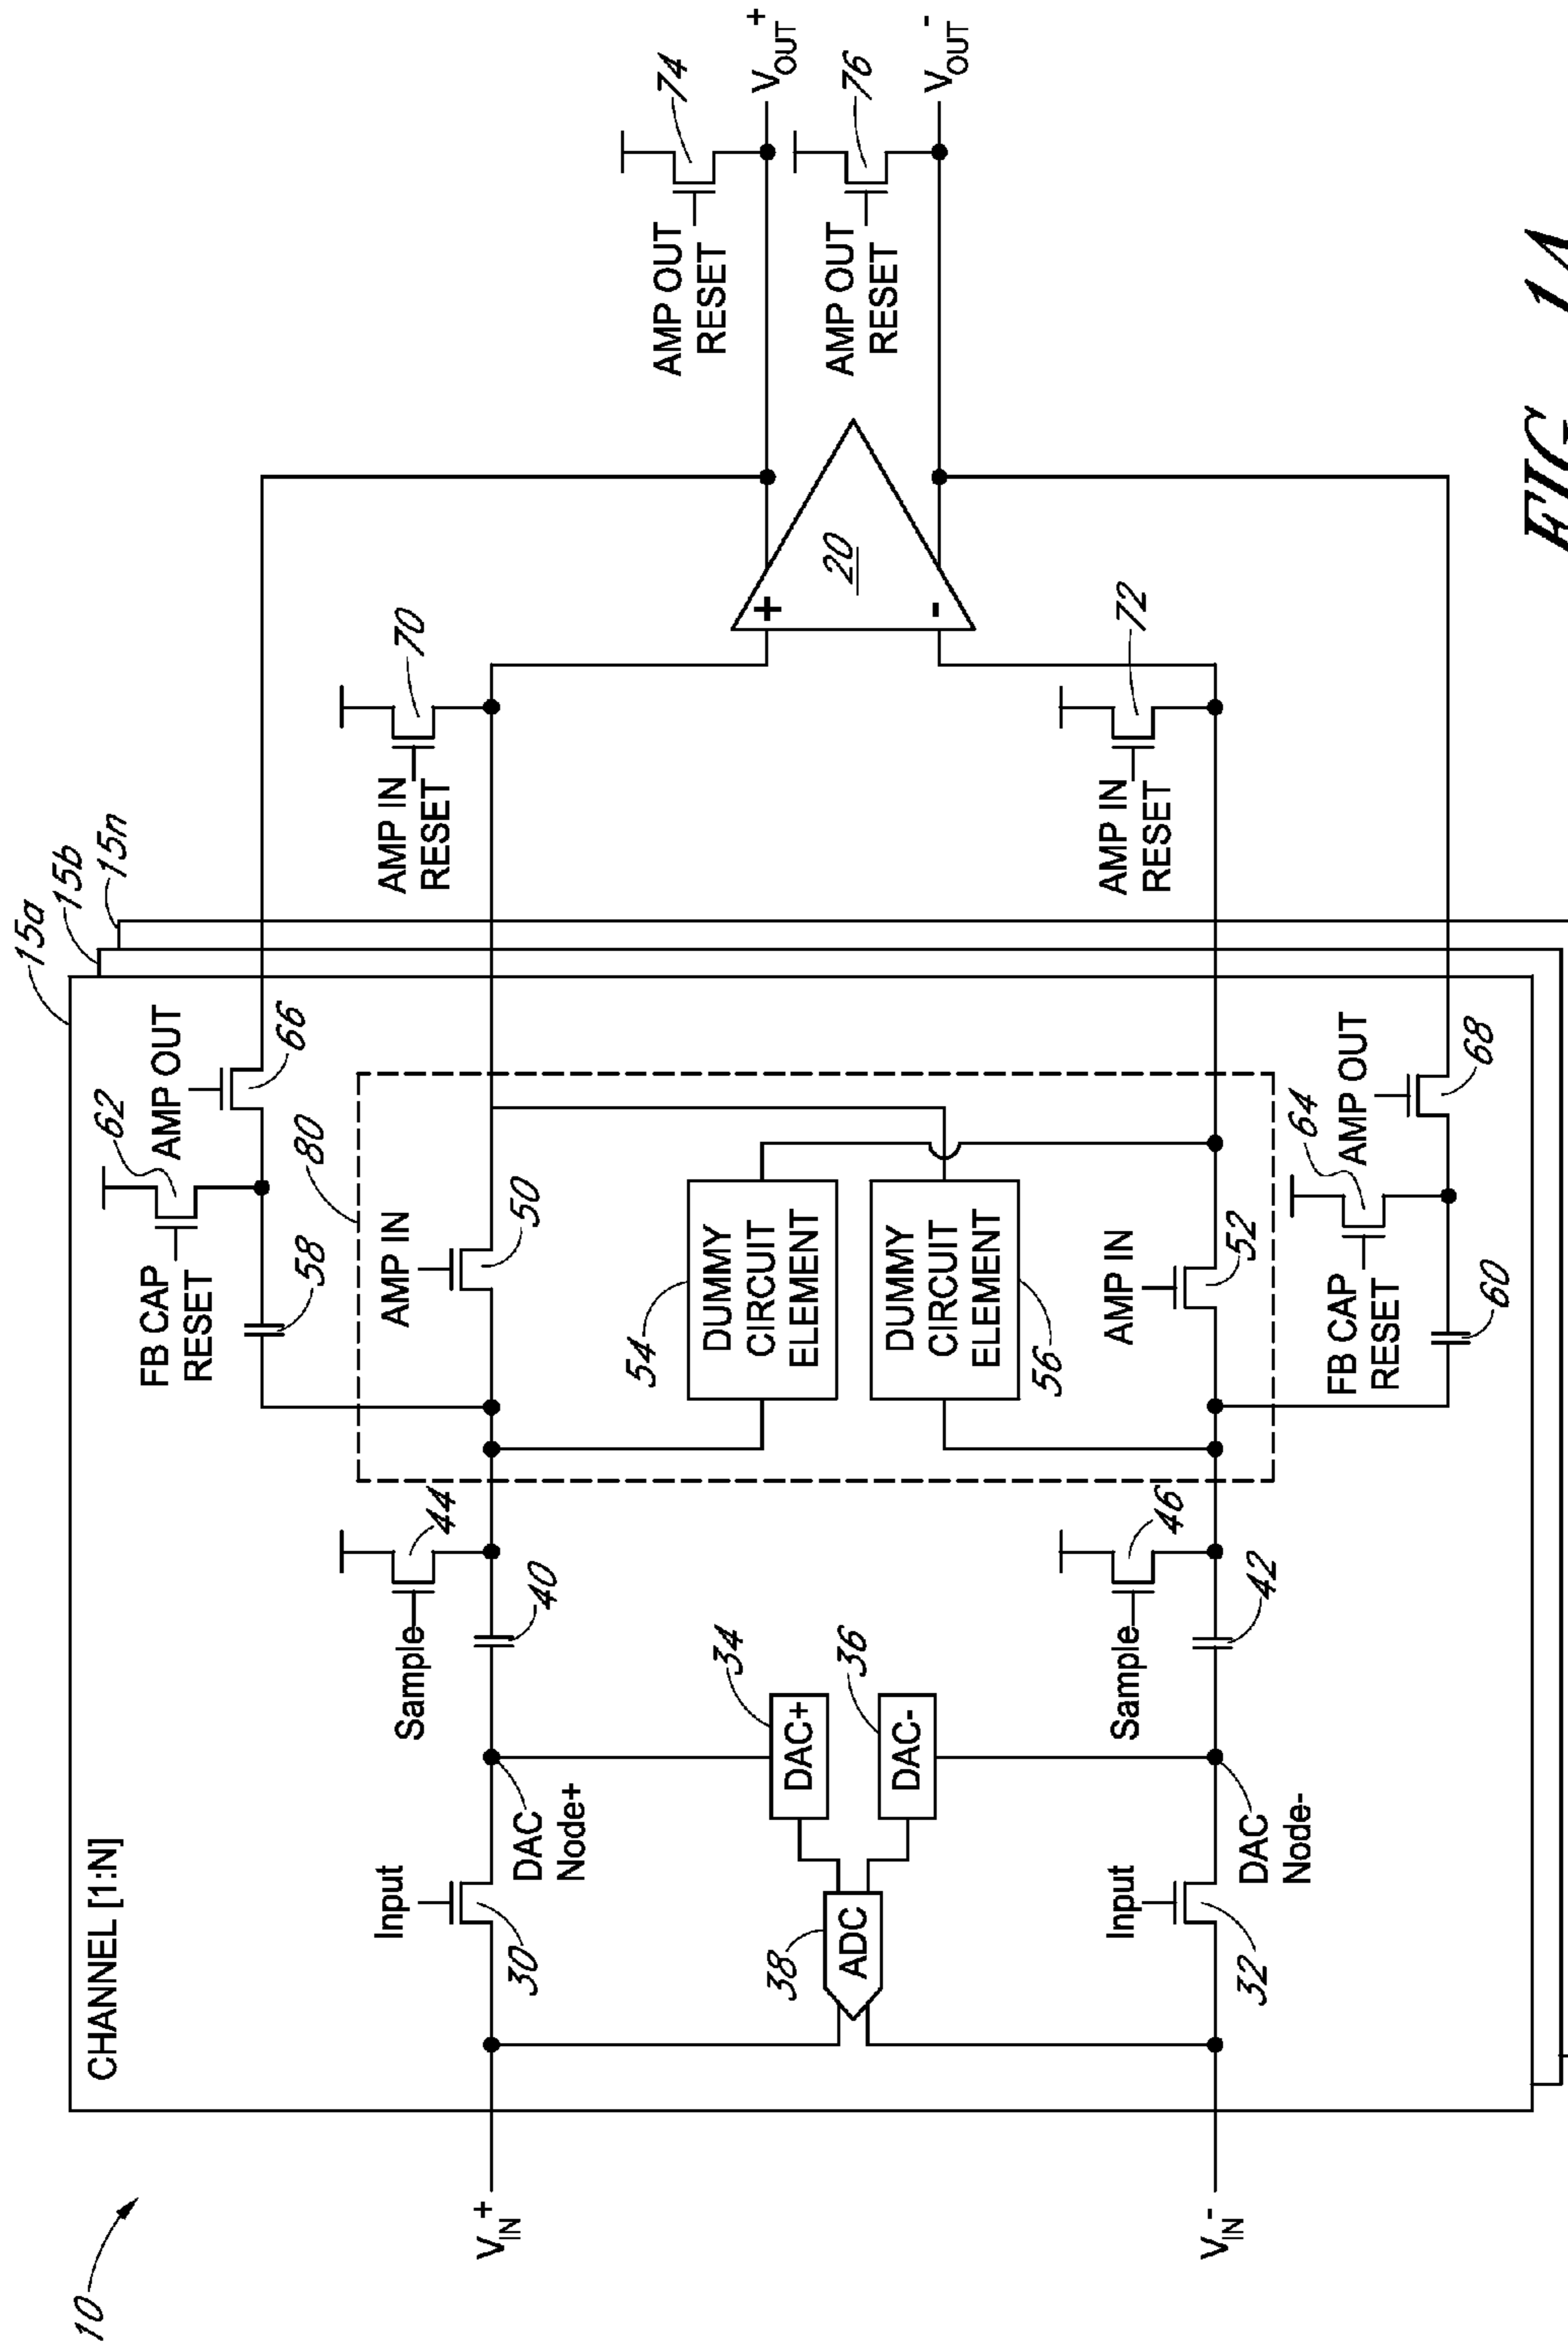 10
15a
15b
15n
CHANNEL [1:N]
FB CAP
RESET
62
AMP OUT
66
58
80
AMP IN
50
AMP IN
RESET
70
AMP OUT
RESET
74
VOUT+
AMP OUT
RESET
76
VOUT-
VIN+
Input
30
DAC
Node+
Sample
44
40
DAC+
34
DAC-
36
ADC
38
54
DUMMY
CIRCUIT
ELEMENT
DUMMY
CIRCUIT
ELEMENT
56
+
-
20
VIN-
Input
32
DAC
Node-
Sample
46
42
AMP IN
52
AMP IN
RESET
72
FB CAP
RESET
64
AMP OUT
68
60
FIG. 1A